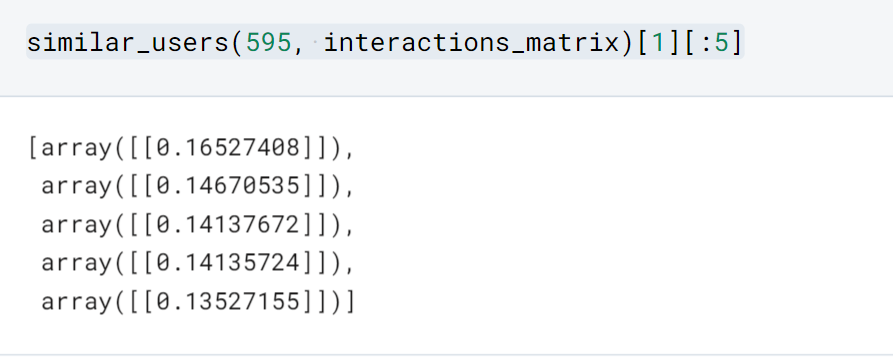 similar_users(595, interactions_matrix)[1][:5]
[array([[0.16527408]]),
array([[0.14670535]]),
array([[0.14137672]]),
array([[0.14135724]]),
array([[0.13527155]])]